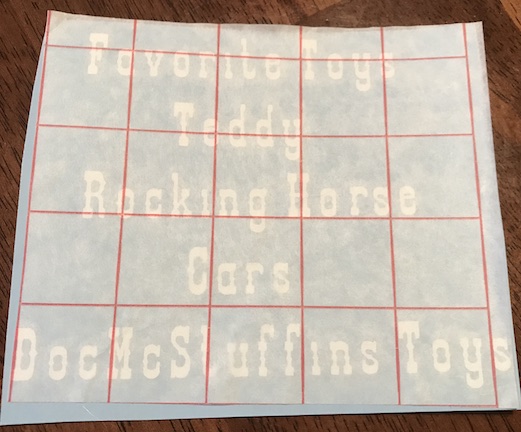 Favorite Toys
Teddy
Rocking Horse
Cars
DocMcStuffins Toys